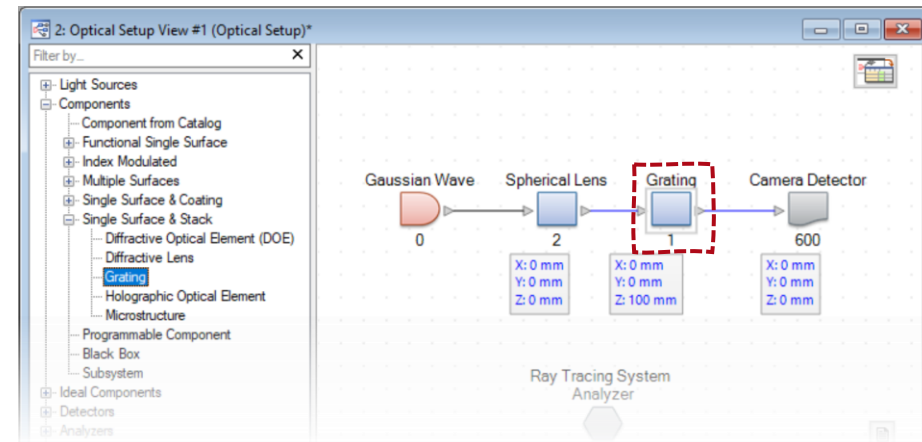 2: Optical Setup View #1 (Optical Setup)*
Filter by...
Light Sources
Components
Component from Catalog
Functional Single Surface
Index Modulated
Multiple Surfaces
Single Surface & Coating
Single Surface & Stack
Diffractive Optical Element (DOE)
Diffractive Lens
Grating
Holographic Optical Element
Microstructure
Programmable Component
Black Box
Subsystem
Ideal Components
Detectors
Analyzers
Gaussian Wave Spherical Lens Grating Camera Detector
0 2 1 600
X: 0 mm X: 0 mm X: 0 mm
Y: 0 mm Y: 0 mm Y: 0 mm
Z: 0 mm Z: 100 mm Z: 0 mm
Ray Tracing System
Analyzer